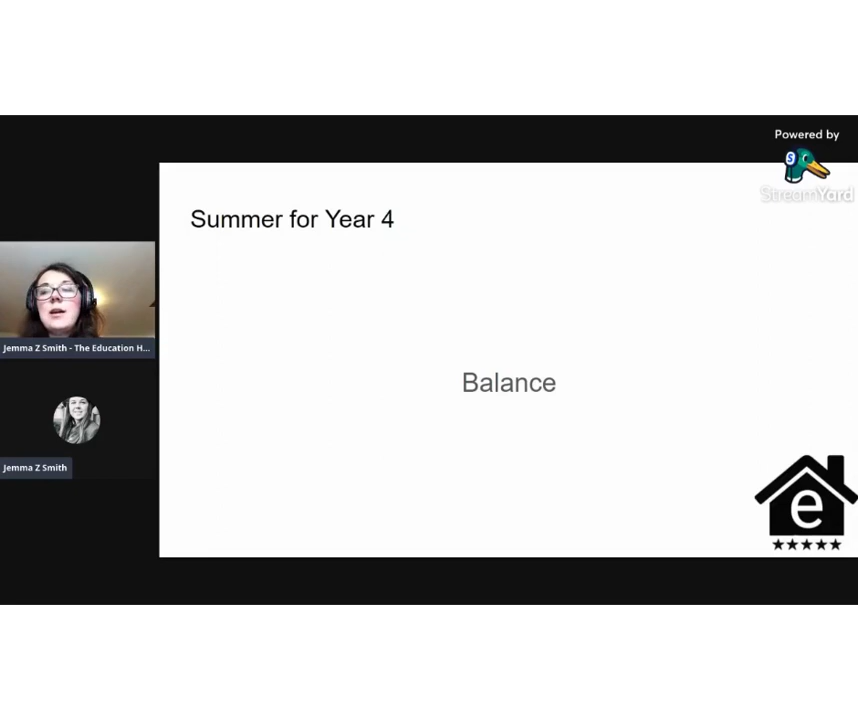 Powered by
S
StreamYard
Summer for Year 4
Jemma Z Smith - The Education H...
Balance
Jemma Z Smith
e